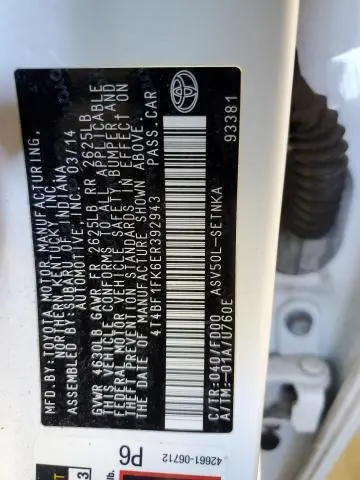 MFD.BY:TOYOTA MOTOR MANUFACTURING,
NORTHERN KENTUCKY INC.
ASSEMBLED BY:SUBARU OF INDIANA
AUTOMOTIVE, INC. 03/14
GVWR 4630LB GAWR FR 2625LB RR 2625LB
THIS VEHICLE CONFORMS TO ALL APPLICABLE
FEDERAL MOTOR VEHICLE SAFETY, BUMPER AND
THEFT PREVENTION STANDARDS IN EFFECT ON
THE DATE OF MANUFACTURE SHOWN ABOVE.
4T4BF1FK6ER392943 PASS.CAR
93381
C/TR:040/FD00 ASV50L-SETNKA
A/TM:-01A/U760E
42661-06712
P6
3
lb.